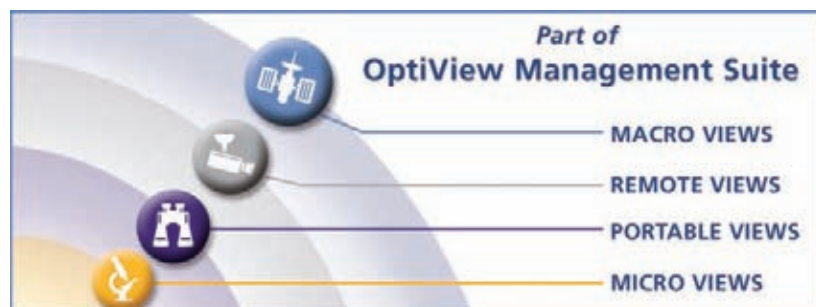 Part of
OptiView Management Suite
MACRO VIEWS
REMOTE VIEWS
PORTABLE VIEWS
MICRO VIEWS